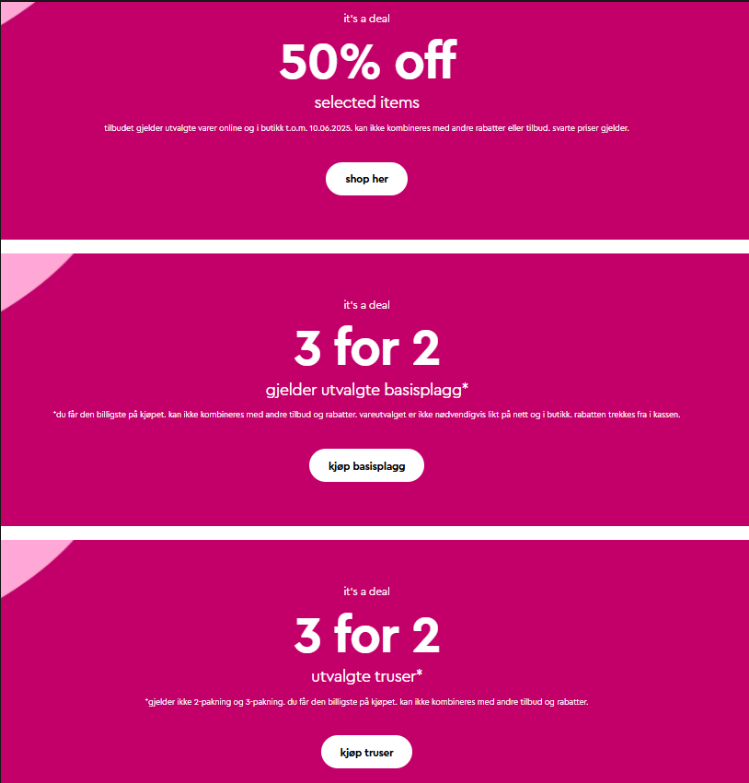 it's a deal
50% off
selected items
tilbudet gjelder utvalgte varer online og i butikk t.o.m. 10.06.2025. kan ikke kombineres med andre rabatter eller tilbud. svarte priser gjelder.
shop her
it's a deal
3 for 2
gjelder utvalgte basisplagg*
*du får den billigste på kjøpet. kan ikke kombineres med andre tilbud og rabatter. vareutvalget er ikke nødvendigvis likt på nett og i butikk. rabatten trekkes fra i kassen.
kjøp basisplagg
it's a deal
3 for 2
utvalgte truser*
*gjelder ikke 2-pakning og 3-pakning. du får den billigste på kjøpet. kan ikke kombineres med andre tilbud og rabatter.
kjøp truser